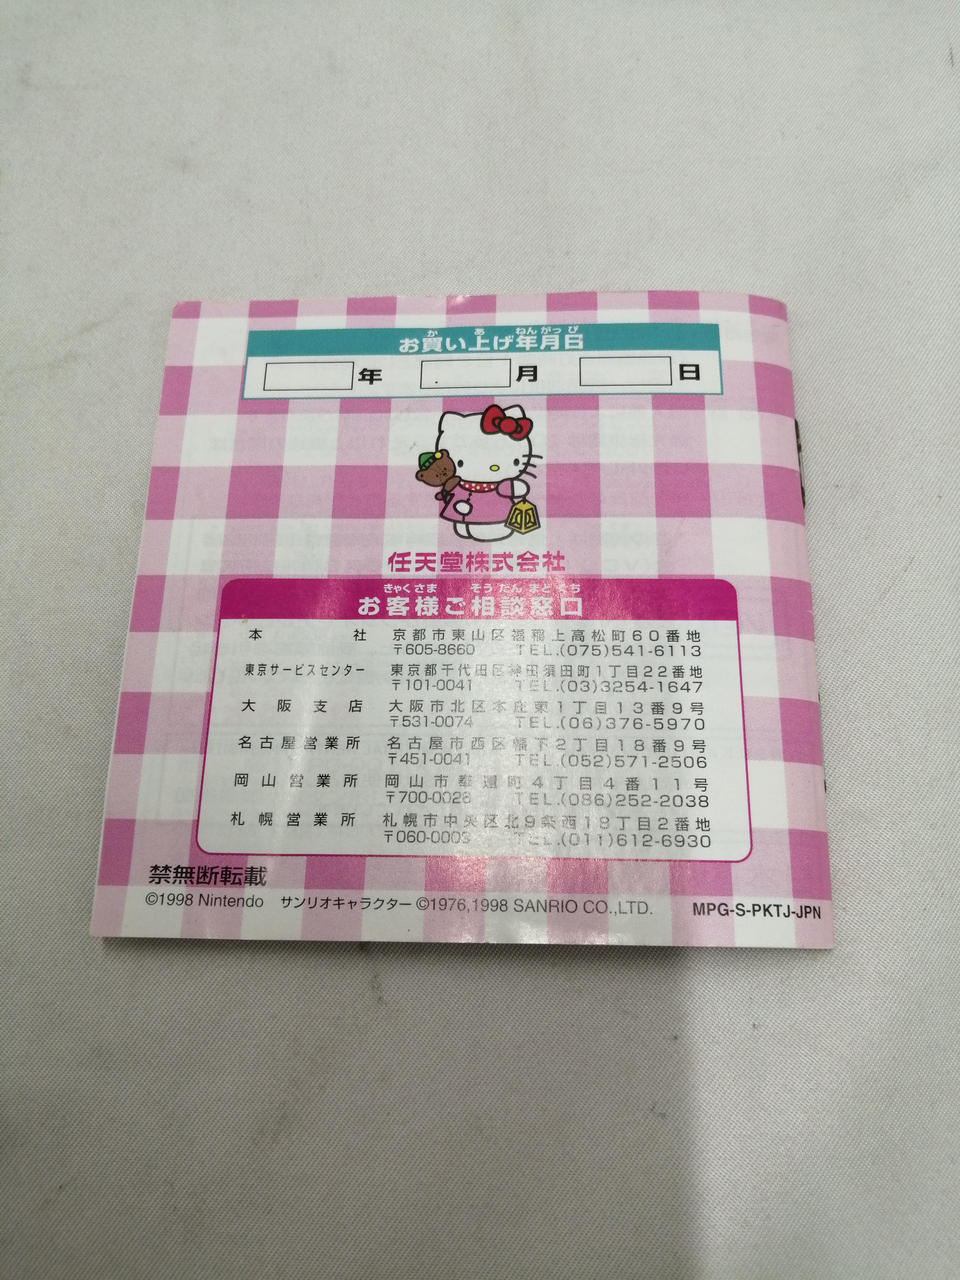 か あ ねんがっぴ
お買い上げ年月日
年 月 日
任天堂株式会社
きゃくさま そうだんまどぐち
お客様ご相談窓口
本社 京都市東山区福稲上高松町60番地
〒605-8660 TEL.(075)541-6113
東京サービスセンター 東京都千代田区神田須田町1丁目22番地
〒101-0041 TEL.(03)3254-1647
大阪支店 大阪市北区本庄東1丁目13番9号
〒531-0074 TEL.(06)376-5970
名古屋営業所 名古屋市西区幅下2丁目18番9号
〒451-0041 TEL.(052)571-2506
岡山営業所 岡山市奉還町4丁目4番11号
〒700-0026 TEL.(086)252-2038
札幌営業所 札幌市中央区北9条西18丁目2番地
〒060-0009 TEL.(011)612-6930
禁無断転載
©1998 Nintendo サンリオキャラクター ©1976,1998 SANRIO CO.,LTD. MPG-S-PKTJ-JPN